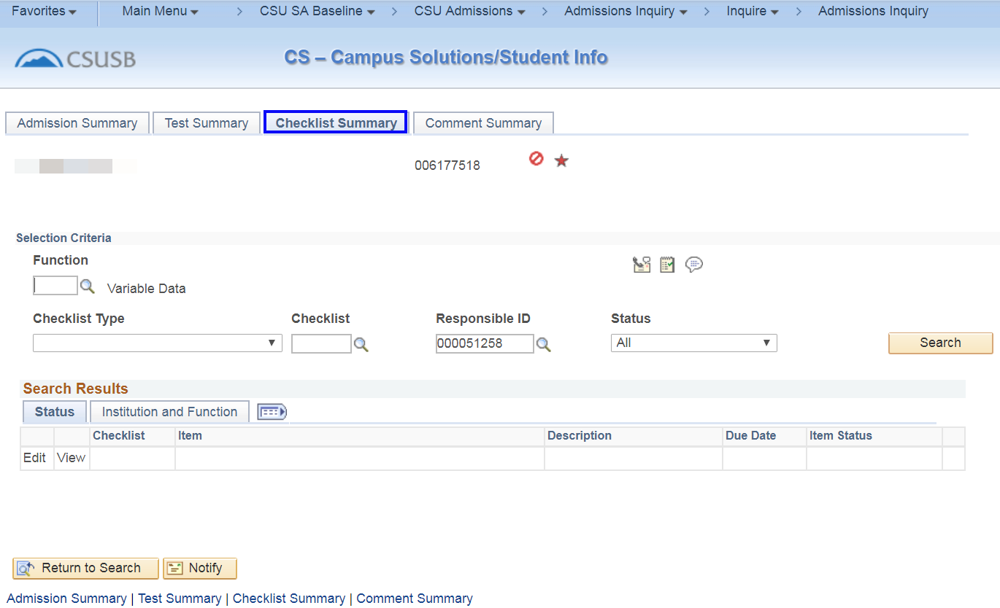 Favorites Main Menu > CSU SA Baseline > CSU Admissions > Admissions Inquiry > Inquire > Admissions Inquiry
CSUSB CS – Campus Solutions/Student Info
Admission Summary Test Summary Checklist Summary Comment Summary
006177518
Selection Criteria
Function
Variable Data
Checklist Type Checklist Responsible ID Status
000051258 All Search
Search Results
Status Institution and Function
Checklist Item Description Due Date Item Status
Edit View
Return to Search Notify
Admission Summary | Test Summary | Checklist Summary | Comment Summary